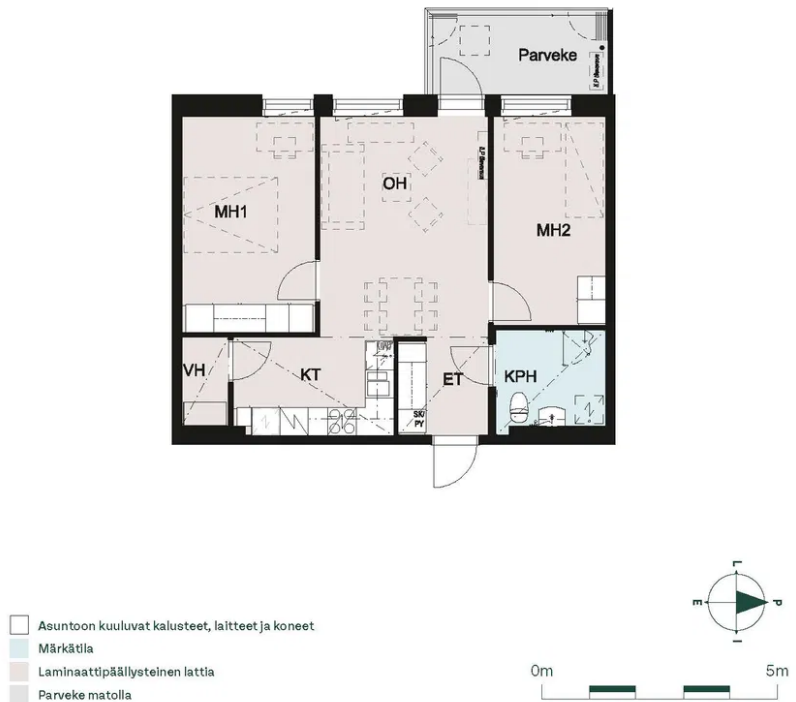 Parveke
OH
MH1
MH2
VH
KT
ET
KPH
SK/
PY
L
E
P
I
Asuntoon kuuluvat kalusteet, laitteet ja koneet
Märkätila
Laminaattipäällysteinen lattia
Parveke matolla
0m
5m